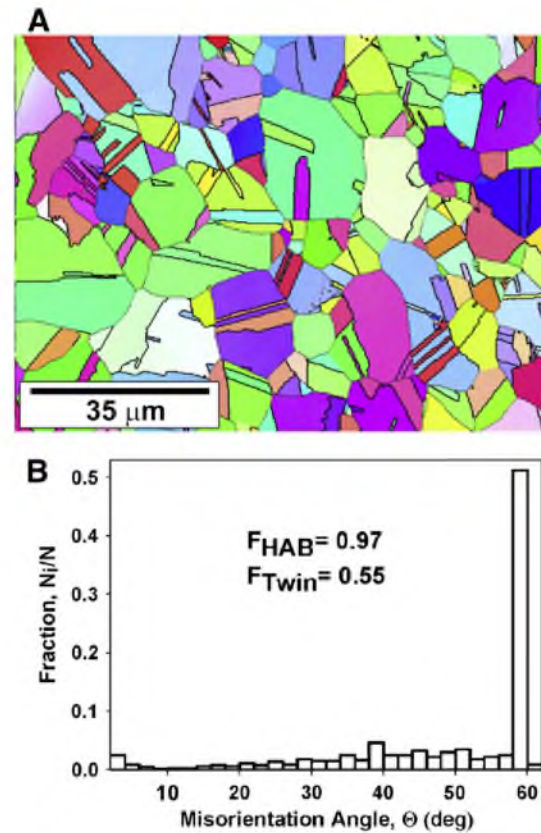 A
35 μm
B
0.5
0.4
0.3
0.2
0.1
0.0
Fraction, Nᵢ/N
F_HAB= 0.97
F_Twin= 0.55
10 20 30 40 50 60
Misorientation Angle, Θ (deg)